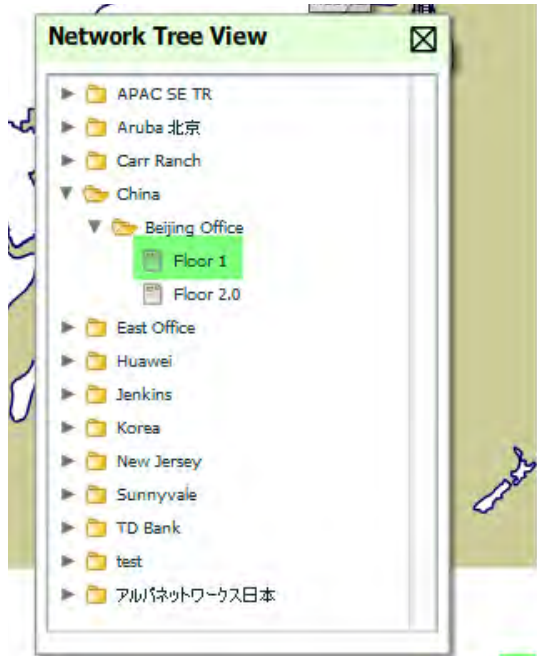 Network Tree View
APAC SE TR
Aruba 北京
Carr Ranch
China
Beijing Office
Floor 1
Floor 2.0
East Office
Huawei
Jenkins
Korea
New Jersey
Sunnyvale
TD Bank
test
アルパネットワークス日本